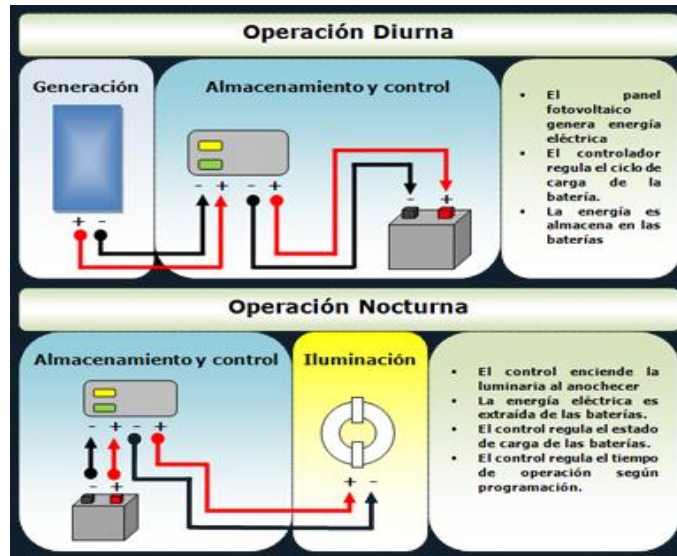 Operación Diurna
Generación
Almacenamiento y control
- +
- +
+ -
- +
• El panel
fotovoltaico
genera energía
eléctrica
• El controlador
regula el ciclo de
carga de la
batería.
• La energía es
almacena en las
baterías
Operación Nocturna
Almacenamiento y control
Iluminación
- + - +
- +
+ -
• El control enciende la
luminaria al anochecer
• La energía eléctrica es
extraída de las baterías.
• El control regula el estado
de carga de las baterías.
• El control regula el tiempo
de operación según
programación.